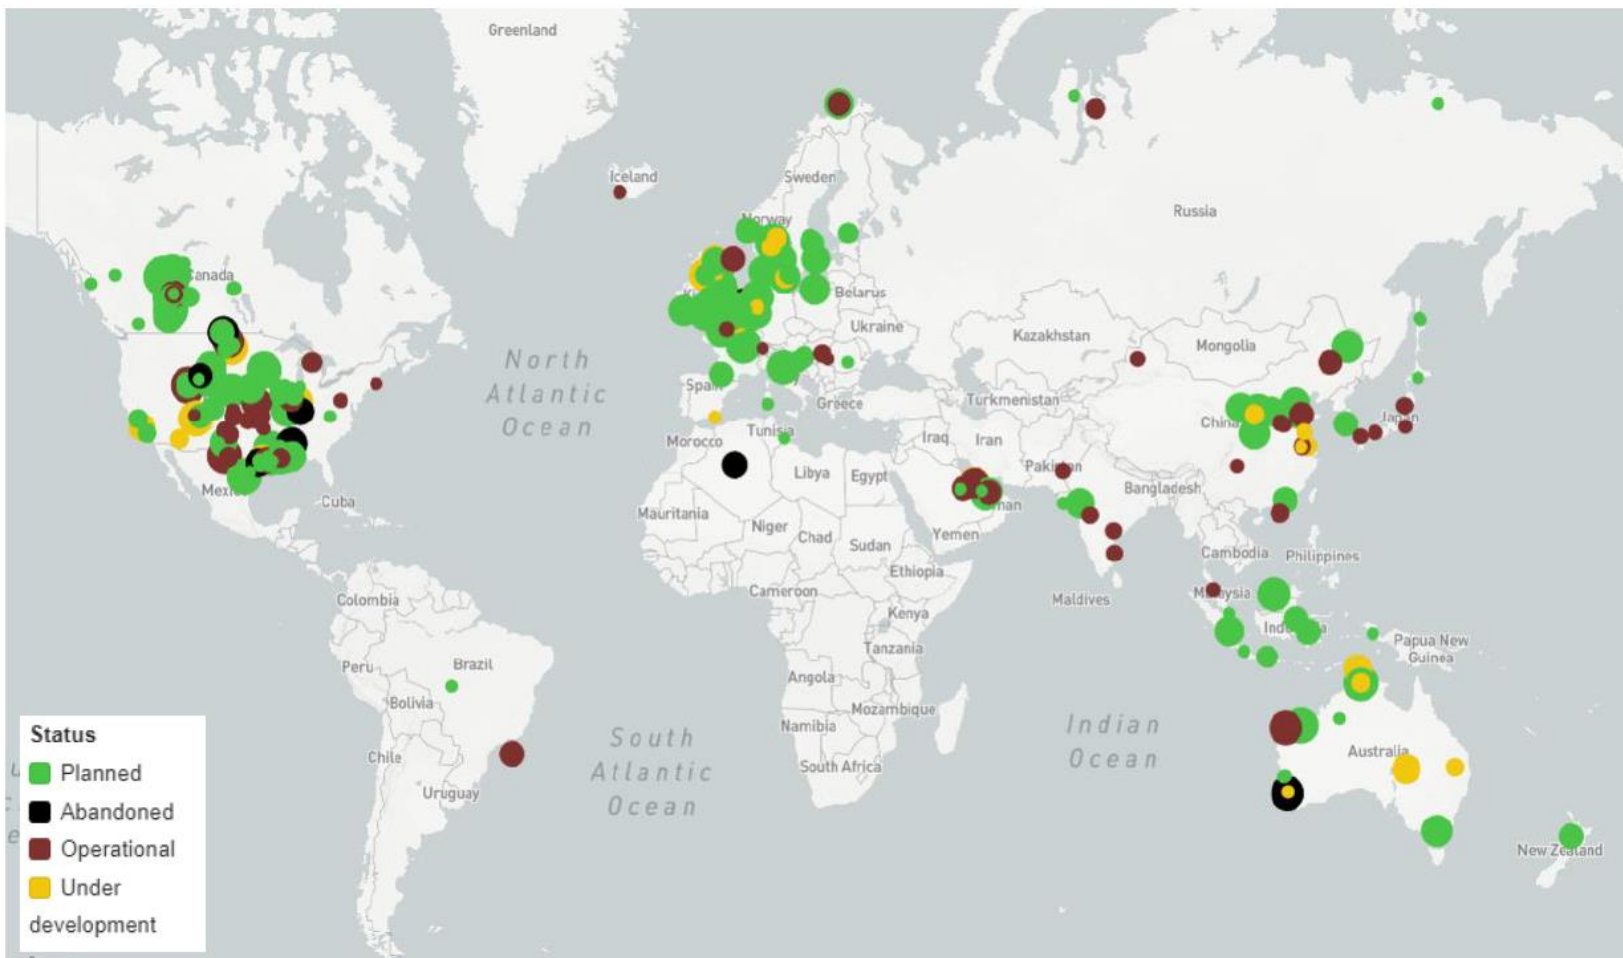 Greenland
Iceland
Sweden
Norway
Russia
Canada
Belarus
Ukraine
Kazakhstan
Mongolia
North
Atlantic
Ocean
Spain
Greece
Turkmenistan
China
Japan
Morocco
Tunisia
Iraq
Iran
Pakistan
Mexico
Cuba
Libya
Egypt
Bangladesh
Mauritania
Niger
Chad
Sudan
Yemen
Oman
Cambodia
Philippines
Ethiopia
Cameroon
Colombia
Kenya
Maldives
Malaysia
Indonesia
Papua New
Guinea
Peru
Brazil
Tanzania
Bolivia
Angola
Mozambique
Namibia
Indian
Ocean
South
Atlantic
Ocean
Chile
South Africa
Australia
Uruguay
New Zealand
Status
Planned
Abandoned
Operational
Under
development